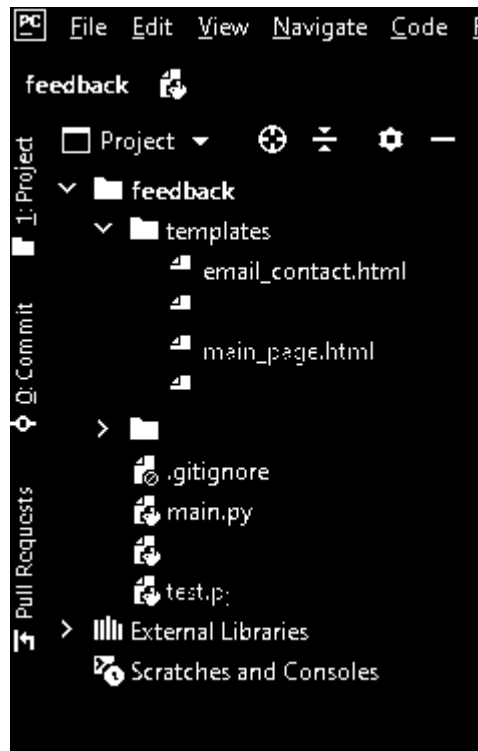 PC File Edit View Navigate Code
feedback
Project
feedback
templates
email_contact.html
main_page.html
.gitignore
main.py
External Libraries
Scratches and Consoles
1: Project
0: Commit
Pull Requests